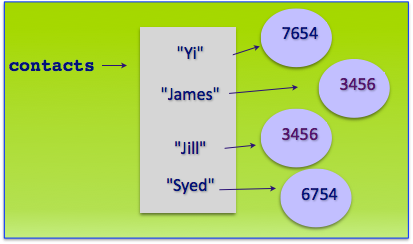 contacts
"Yi" 7654
"James" 3456
"Jill" 3456
"Syed" 6754